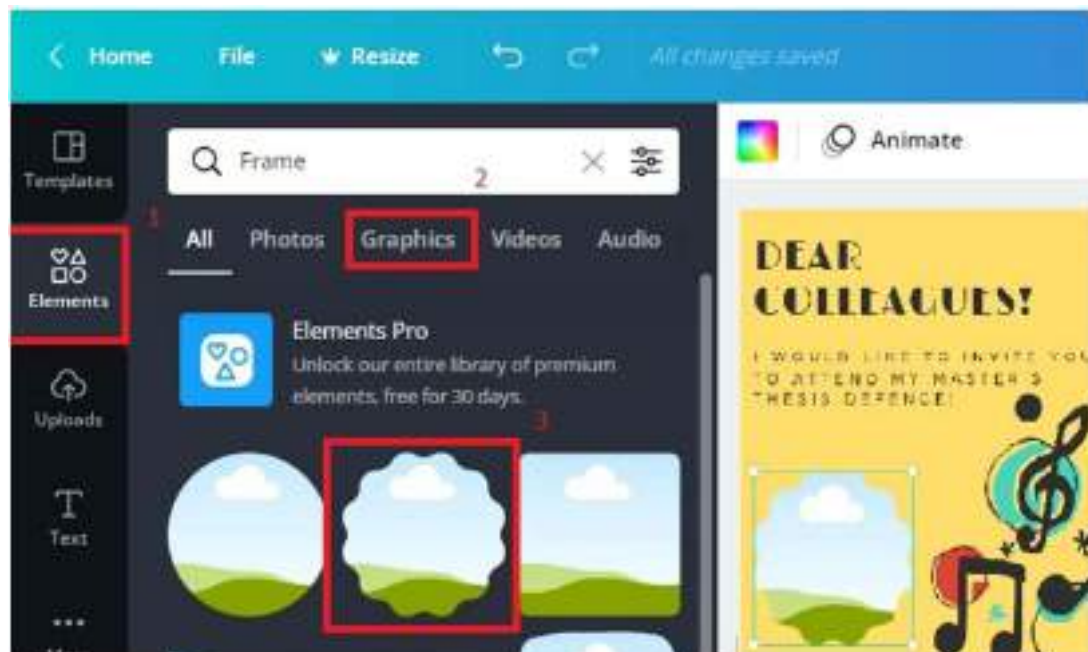 Home File Resize All changes saved
Templates
Frame
2
Animate
1
All Photos Graphics Videos Audio
Elements
Elements Pro
Unlock our entire library of premium
elements, free for 30 days.
3
Uploads
Text
DEAR
COLLEAGUES!
I WOULD LIKE TO INVITE YOU
TO ATTEND MY MASTER'S
THESIS DEFENCE!